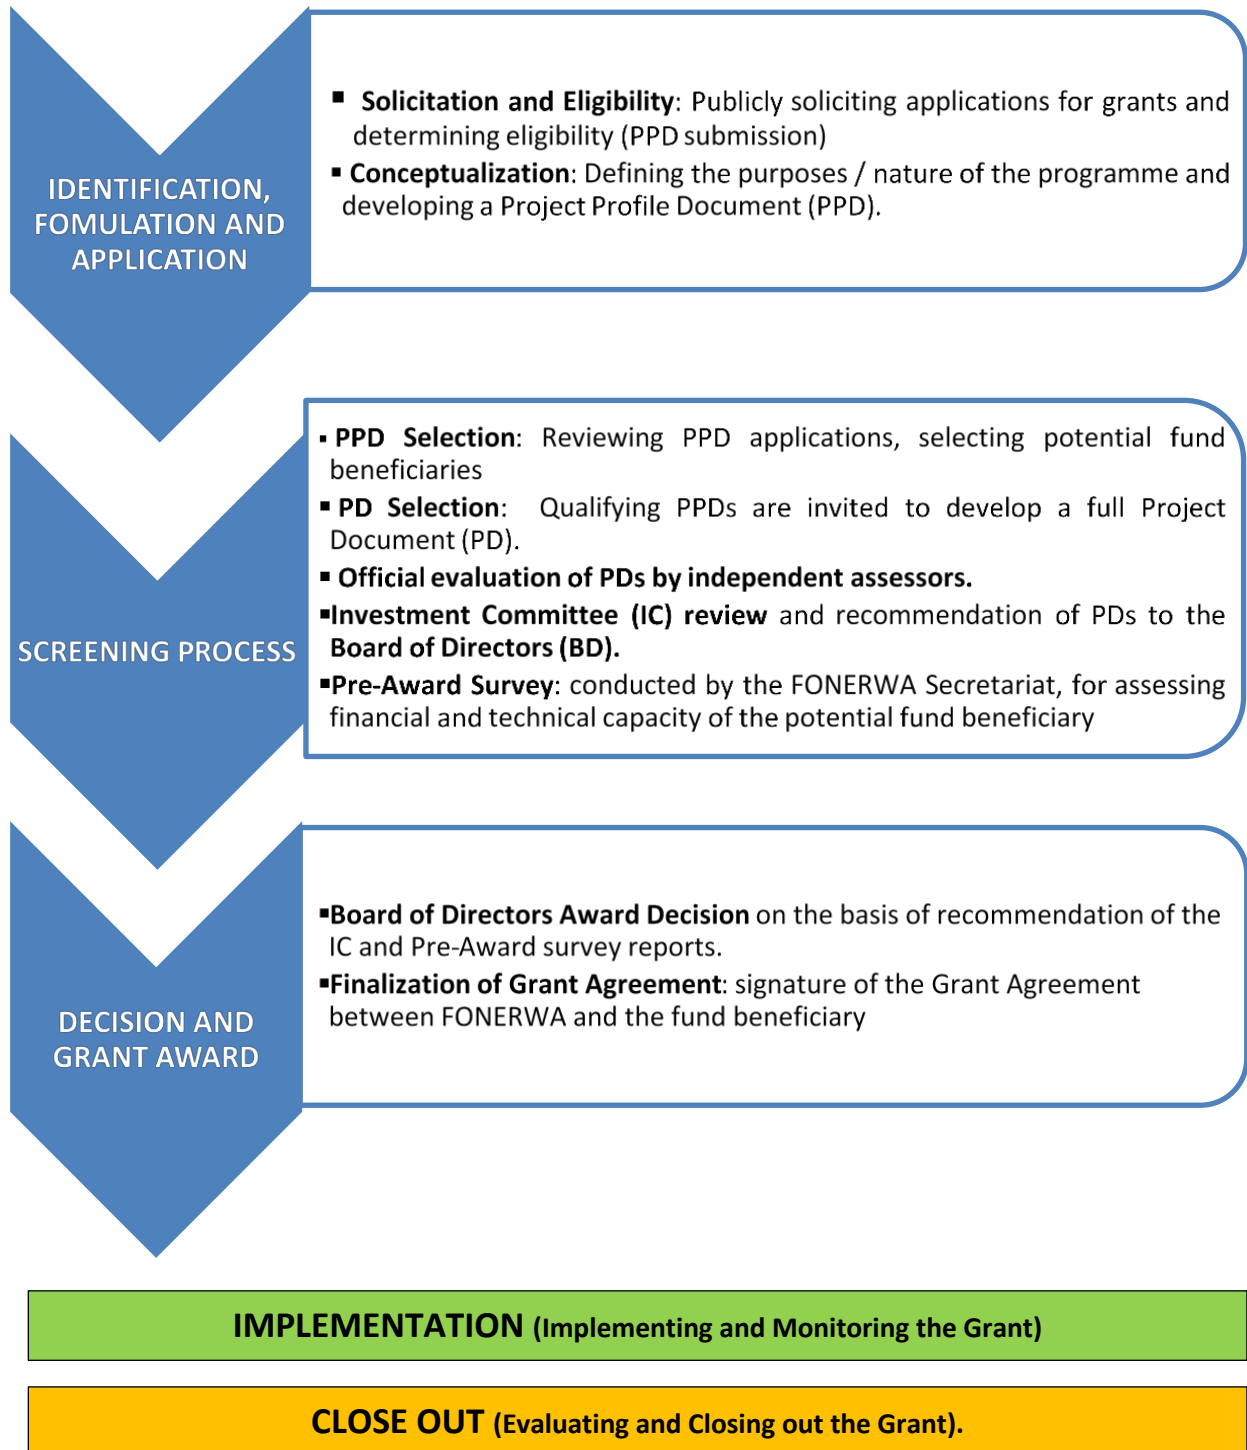 IDENTIFICATION,
FOMULATION AND
APPLICATION
▪ Solicitation and Eligibility: Publicly soliciting applications for grants and
determining eligibility (PPD submission)
▪ Conceptualization: Defining the purposes / nature of the programme and
developing a Project Profile Document (PPD).
SCREENING PROCESS
▪ PPD Selection: Reviewing PPD applications, selecting potential fund
beneficiaries
▪ PD Selection: Qualifying PPDs are invited to develop a full Project
Document (PD).
▪ Official evaluation of PDs by independent assessors.
▪Investment Committee (IC) review and recommendation of PDs to the
Board of Directors (BD).
▪Pre-Award Survey: conducted by the FONERWA Secretariat, for assessing
financial and technical capacity of the potential fund beneficiary
DECISION AND
GRANT AWARD
▪Board of Directors Award Decision on the basis of recommendation of the
IC and Pre-Award survey reports.
▪Finalization of Grant Agreement: signature of the Grant Agreement
between FONERWA and the fund beneficiary
IMPLEMENTATION (Implementing and Monitoring the Grant)
CLOSE OUT (Evaluating and Closing out the Grant).